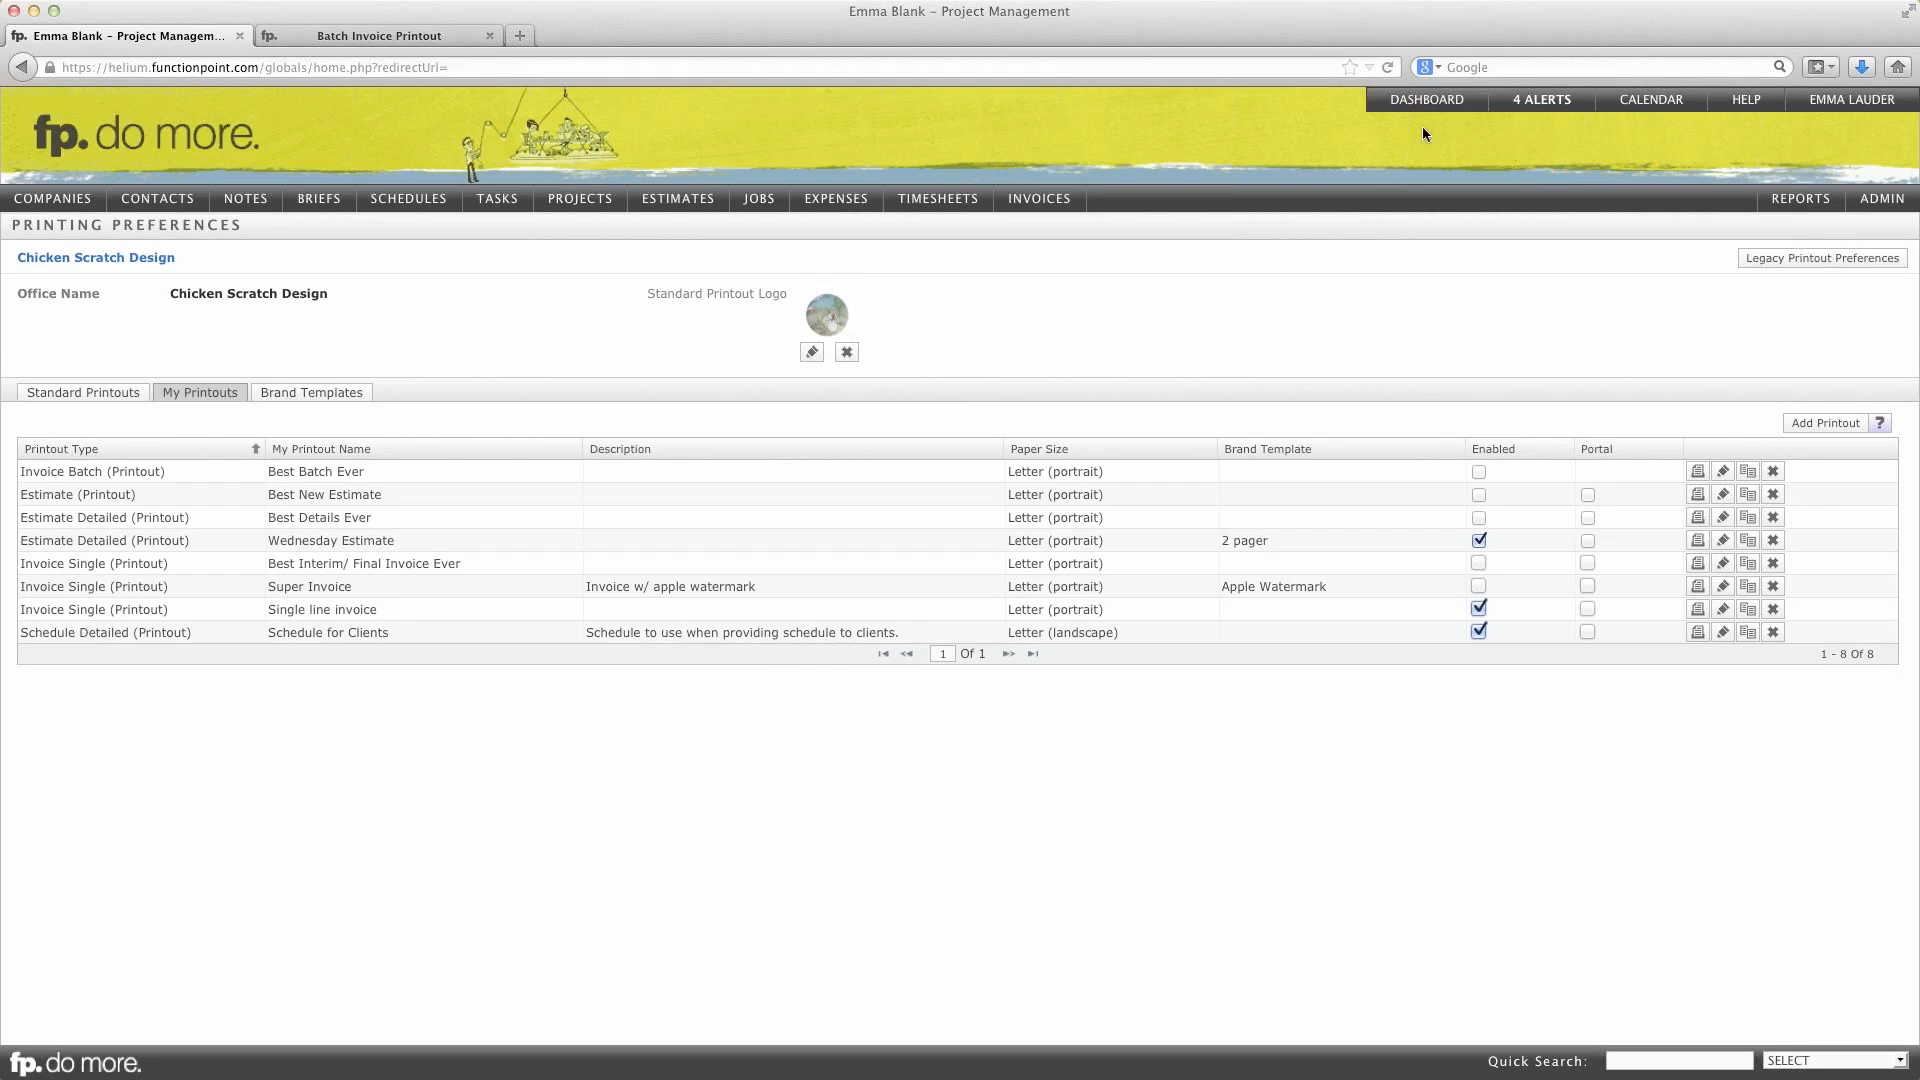 Emma Blank – Project Management
fp. Emma Blank – Project Managem... fp. Batch Invoice Printout
https://helium.functionpoint.com/globals/home.php?redirectUrl= Google
DASHBOARD 4 ALERTS CALENDAR HELP EMMA LAUDER
fp. do more.
COMPANIES CONTACTS NOTES BRIEFS SCHEDULES TASKS PROJECTS ESTIMATES JOBS EXPENSES TIMESHEETS INVOICES REPORTS ADMIN
PRINTING PREFERENCES
Chicken Scratch Design Legacy Printout Preferences
Office Name Chicken Scratch Design Standard Printout Logo
Standard Printouts My Printouts Brand Templates
Add Printout ?
Printout Type My Printout Name Description Paper Size Brand Template Enabled Portal
Invoice Batch (Printout) Best Batch Ever Letter (portrait)
Estimate (Printout) Best New Estimate Letter (portrait)
Estimate Detailed (Printout) Best Details Ever Letter (portrait)
Estimate Detailed (Printout) Wednesday Estimate Letter (portrait) 2 pager
Invoice Single (Printout) Best Interim/ Final Invoice Ever Letter (portrait)
Invoice Single (Printout) Super Invoice Invoice w/ apple watermark Letter (portrait) Apple Watermark
Invoice Single (Printout) Single line invoice Letter (portrait)
Schedule Detailed (Printout) Schedule for Clients Schedule to use when providing schedule to clients. Letter (landscape)
1 Of 1 1 - 8 Of 8
fp. do more. Quick Search: SELECT